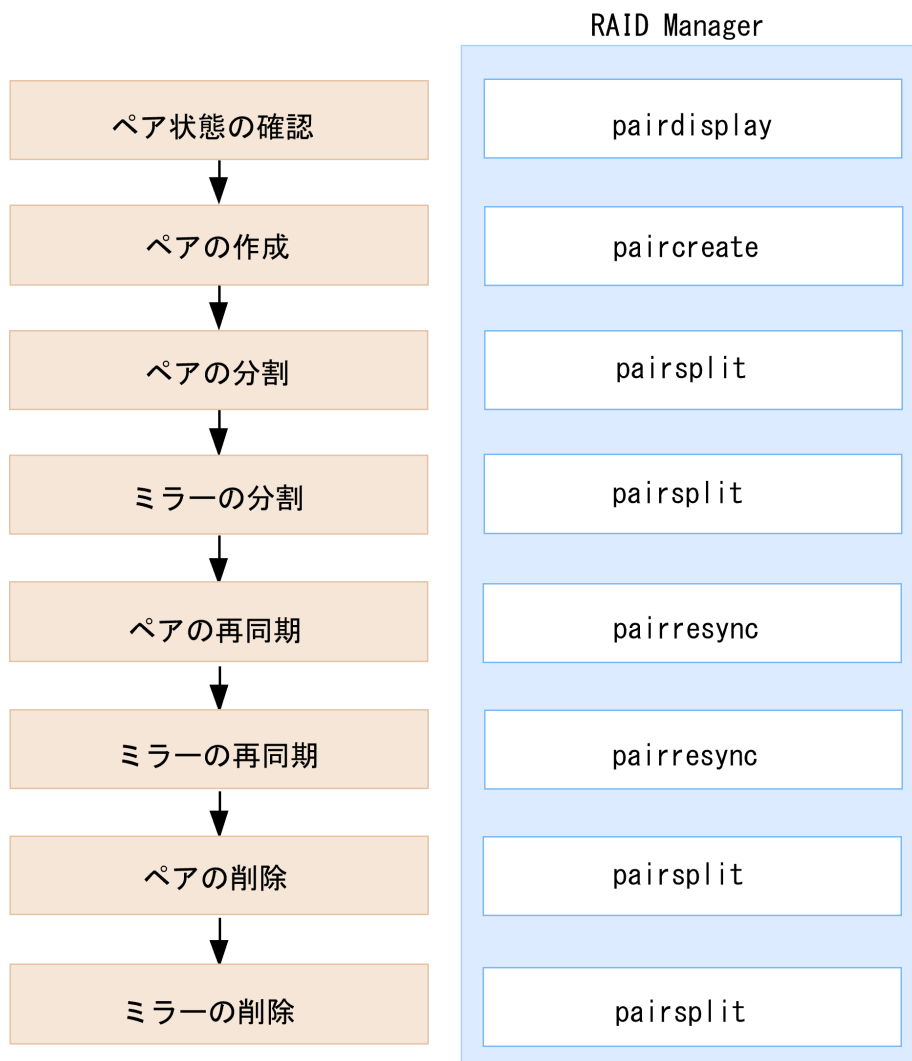 RAID Manager
ペア状態の確認
pairdisplay
ペアの作成
paircreate
ペアの分割
pairsplit
ミラーの分割
pairsplit
ペアの再同期
pairresync
ミラーの再同期
pairresync
ペアの削除
pairsplit
ミラーの削除
pairsplit